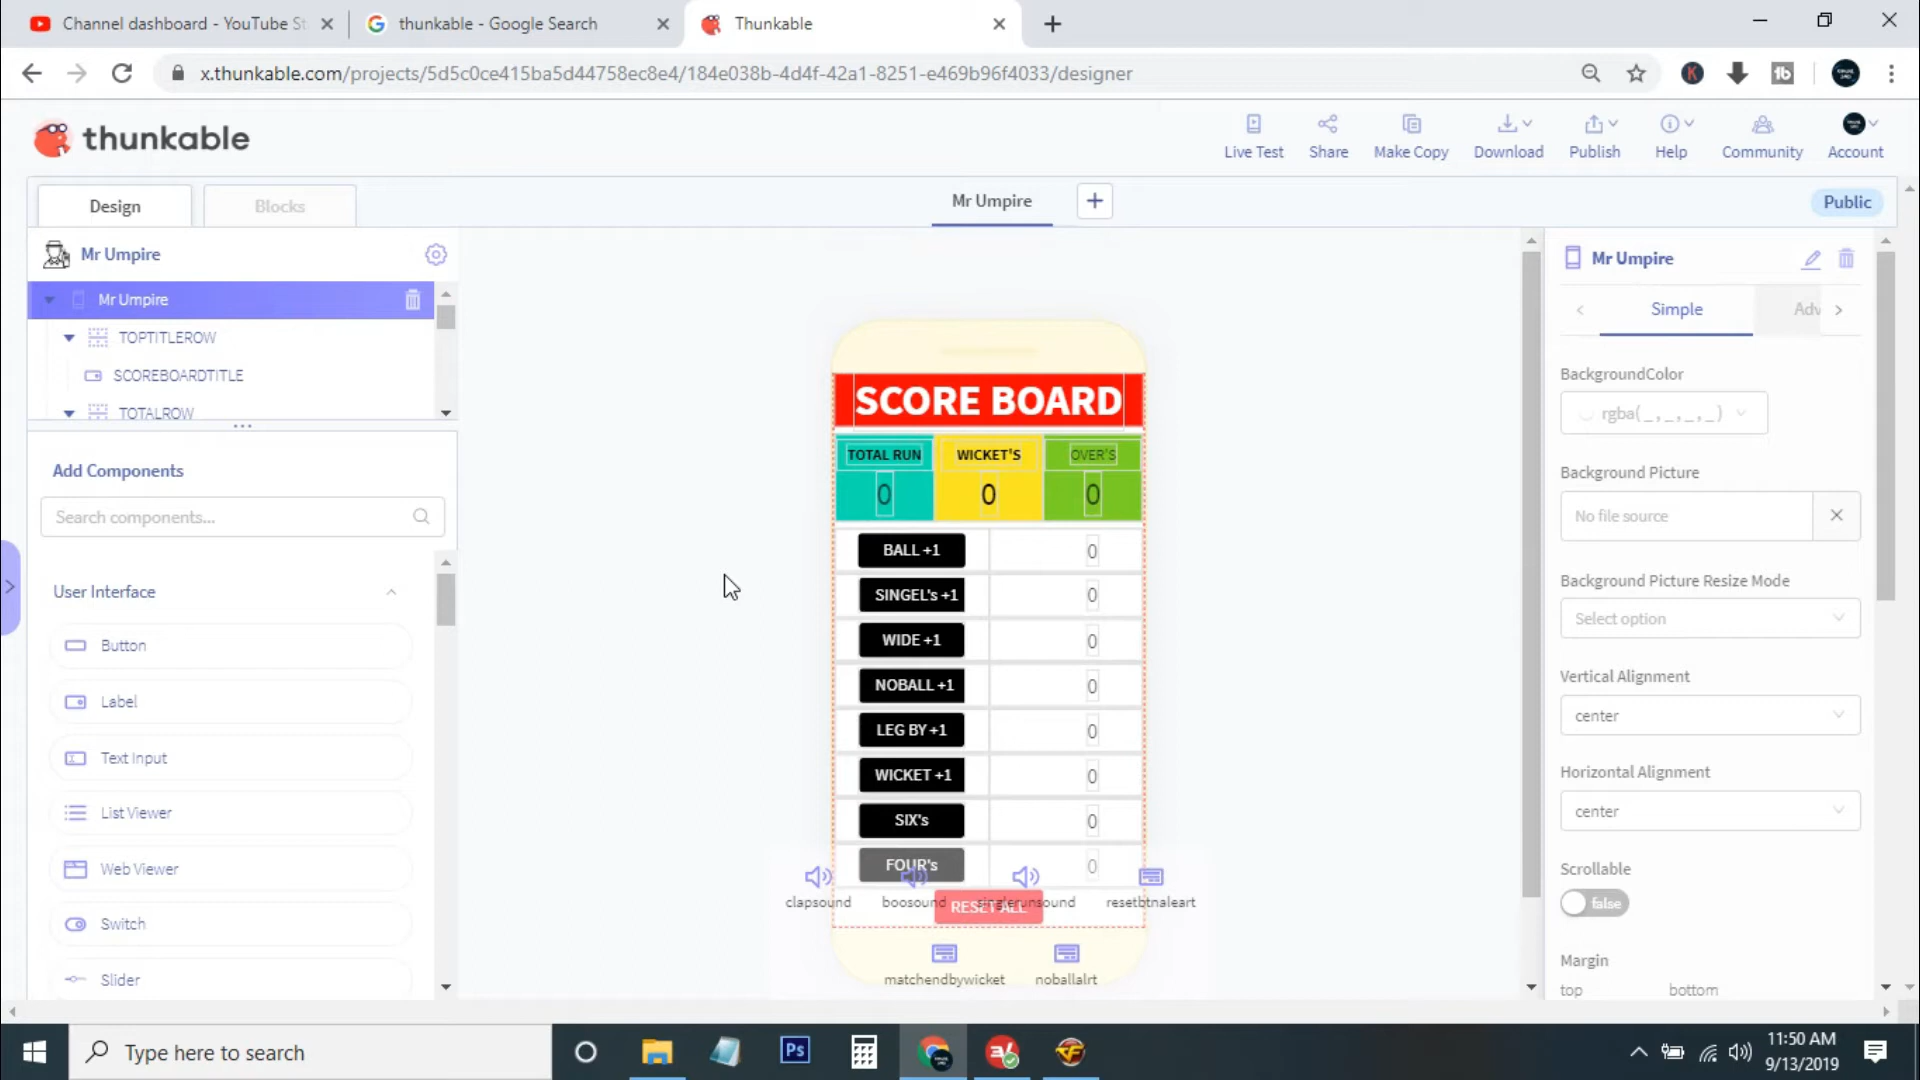 Channel dashboard - YouTube St
thunkable - Google Search
Thunkable
x.thunkable.com/projects/5d5c0ce415ba5d44758ec8e4/184e038b-4d4f-42a1-8251-e469b96f4033/designer
K
tb
thunkable
Live Test
Share
Make Copy
Download
Publish
Help
Community
Account
Design
Blocks
Mr Umpire
Public
Mr Umpire
Mr Umpire
TOPTITLEROW
SCOREBOARDTITLE
TOTALROW
Add Components
Search components...
User Interface
Button
Label
Text Input
List Viewer
Web Viewer
Switch
Slider
SCORE BOARD
TOTAL RUN WICKET'S OVER'S
0 0 0
BALL +1 0
SINGEL's +1 0
WIDE +1 0
NOBALL +1 0
LEG BY +1 0
WICKET +1 0
SIX's 0
FOUR's 0
clapsound boosound singlerunsound resetbtnaleart
RESET ALL
matchendbywicket noballalrt
Mr Umpire
Simple
Adv
BackgroundColor
rgba(_,_,_,_)
Background Picture
No file source
Background Picture Resize Mode
Select option
Vertical Alignment
center
Horizontal Alignment
center
Scrollable
false
Margin
top bottom
Type here to search
Ps
11:50 AM
9/13/2019